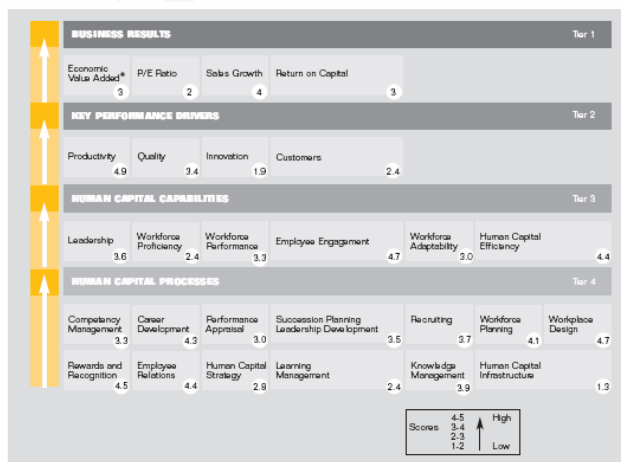 BUSINESS RESULTS Tier 1
Economic
Value Added®
3
P/E Ratio
2
Sales Growth
4
Return on Capital
3
KEY PERFORMANCE DRIVERS Tier 2
Productivity
4.9
Quality
3.4
Innovation
1.9
Customers
2.4
HUMAN CAPITAL CAPABILITIES Tier 3
Leadership
3.6
Workforce
Proficiency
2.4
Workforce
Performance
3.3
Employee Engagement
4.7
Workforce
Adaptability
3.0
Human Capital
Efficiency
4.4
HUMAN CAPITAL PROCESSES Tier 4
Competency
Management
3.3
Career
Development
4.3
Performance
Appraisal
3.0
Succession Planning
Leadership Development
3.5
Recruiting
3.7
Workforce
Planning
4.1
Workplace
Design
4.7
Rewards and
Recognition
4.5
Employee
Relations
4.4
Human Capital
Strategy
2.8
Learning
Management
2.4
Knowledge
Management
3.9
Human Capital
Infrastructure
1.3
Scores
4-5 High
3-4
2-3
1-2 Low